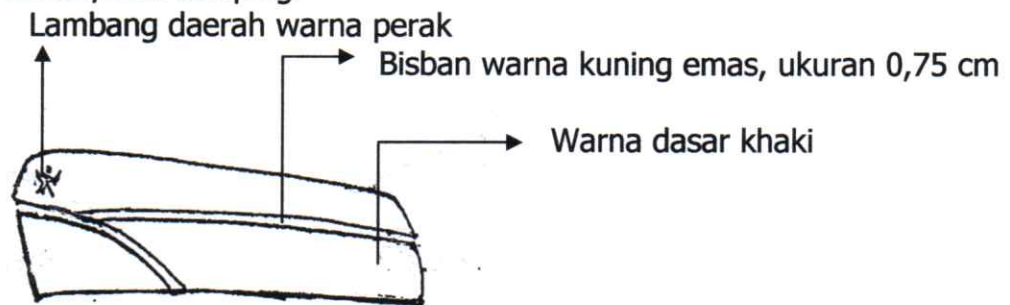 Lambang daerah warna perak
Bisban warna kuning emas, ukuran 0,75 cm
Warna dasar khaki